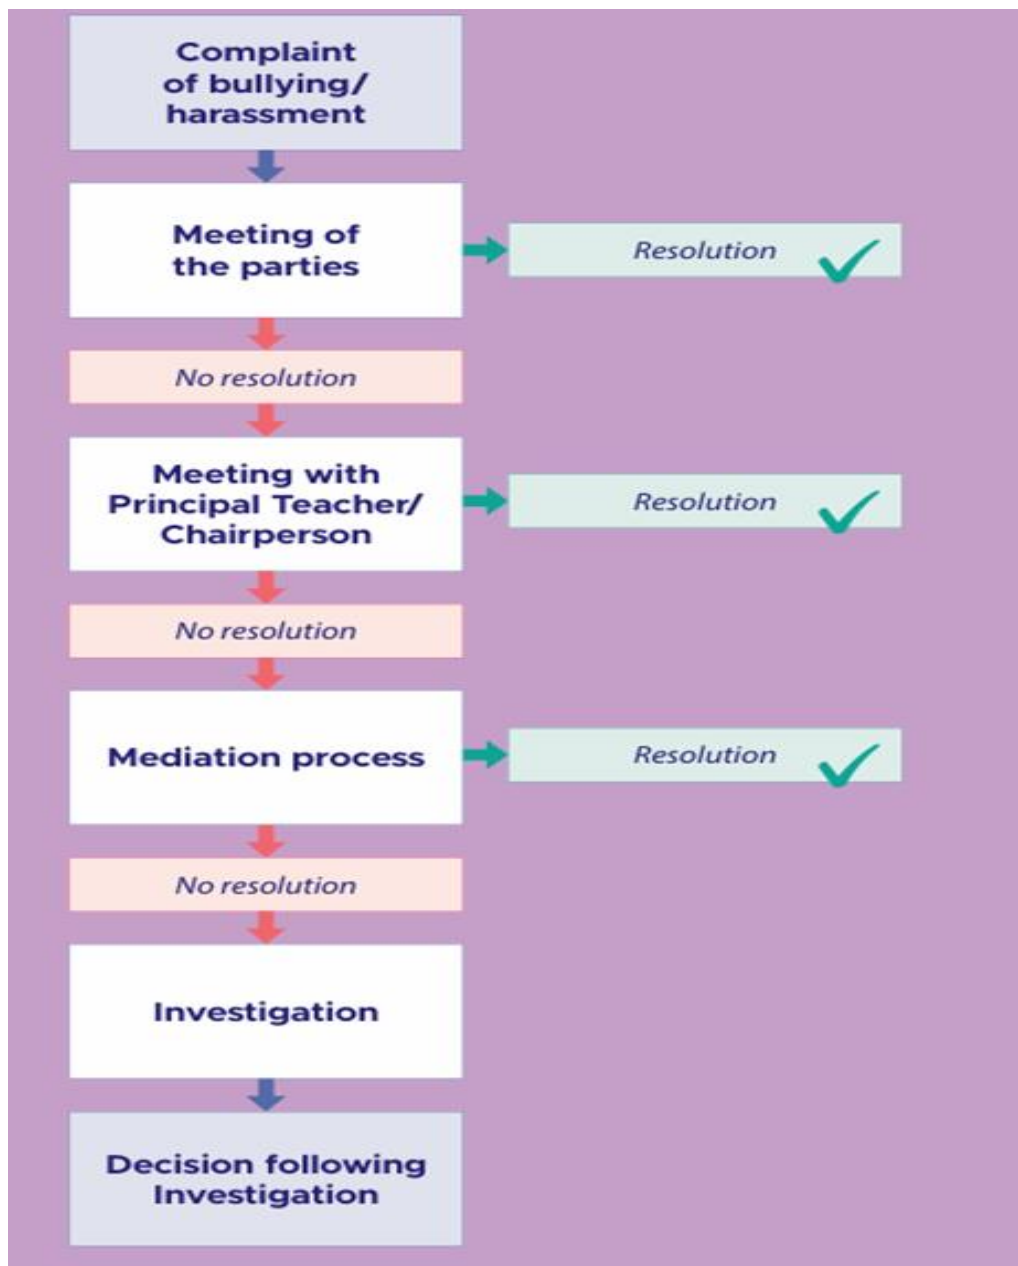 Complaint
of bullying/
harassment
Meeting of
the parties
Resolution
No resolution
Meeting with
Principal Teacher/
Chairperson
Resolution
No resolution
Mediation process
Resolution
No resolution
Investigation
Decision following
Investigation